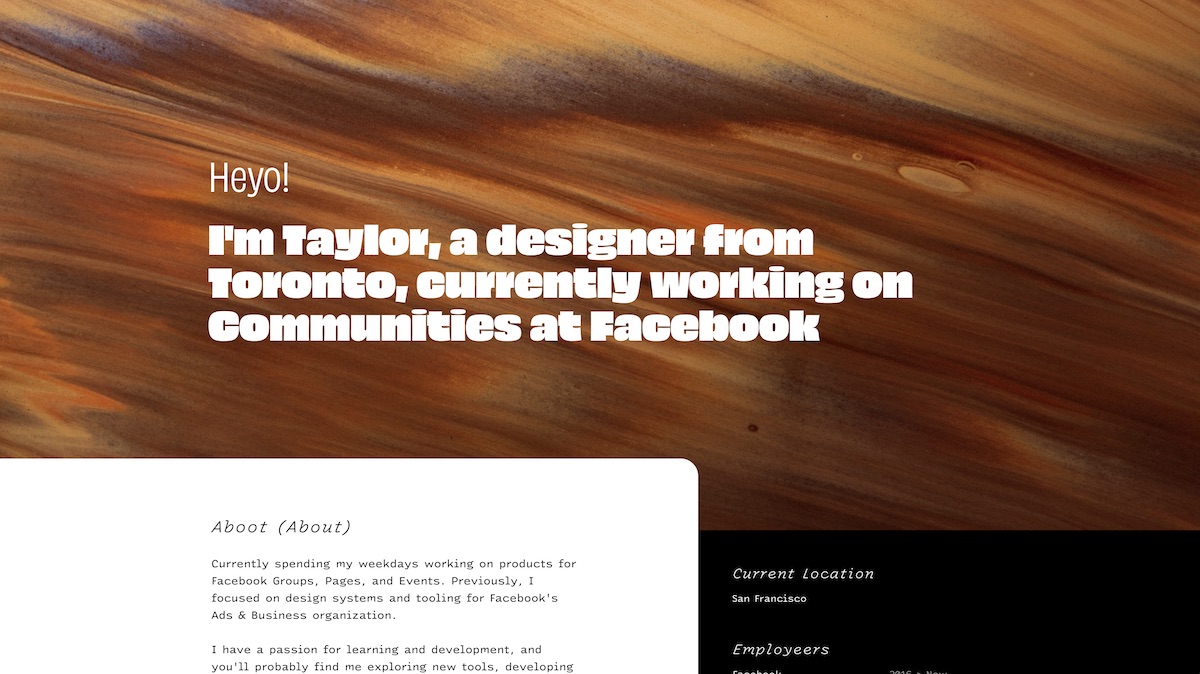 Heyo!
I'm Taylor, a designer from
Toronto, currently working on
Communities at Facebook
Aboot (About)
Currently spending my weekdays working on products for
Facebook Groups, Pages, and Events. Previously, I
focused on design systems and tooling for Facebook's
Ads & Business organization.
I have a passion for learning and development, and
you'll probably find me exploring new tools, developing
Current Location
San Francisco
Employeers
Facebook 2016 - Now